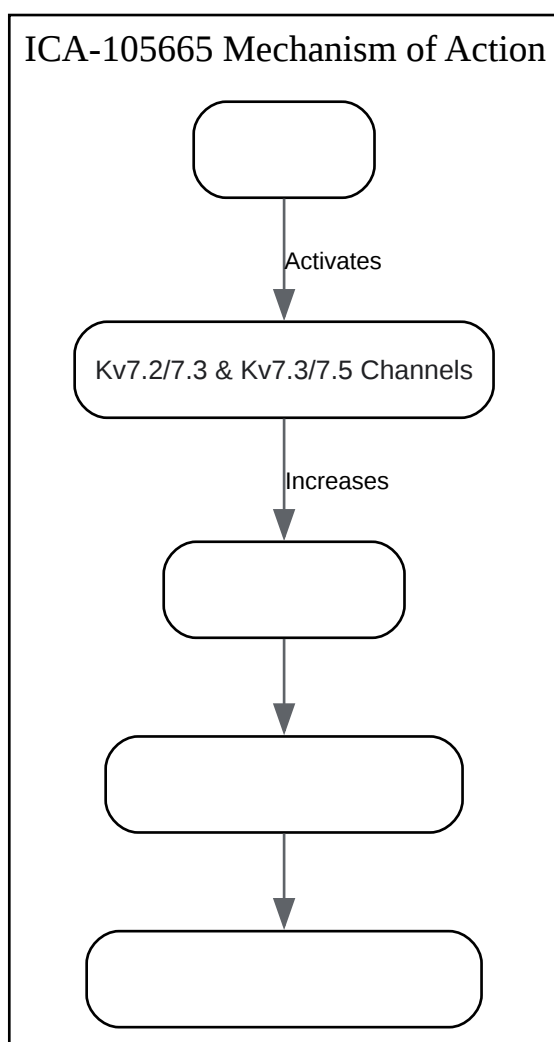 ICA-105665 Mechanism of Action
Activates
Kv7.2/7.3 & Kv7.3/7.5 Channels
Increases